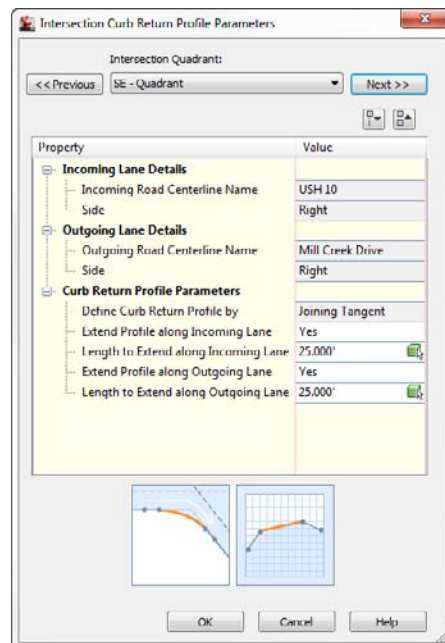 Intersection Curb Return Profile Parameters
Intersection Quadrant:
<< Previous SE - Quadrant Next >>
Property Value
Incoming Lane Details
Incoming Road Centerline Name USH 10
Side Right
Outgoing Lane Details
Outgoing Road Centerline Name Mill Creek Drive
Side Right
Curb Return Profile Parameters
Define Curb Return Profile by Joining Tangent
Extend Profile along Incoming Lane Yes
Length to Extend along Incoming Lane 25.000'
Extend Profile along Outgoing Lane Yes
Length to Extend along Outgoing Lane 25.000'
OK Cancel Help